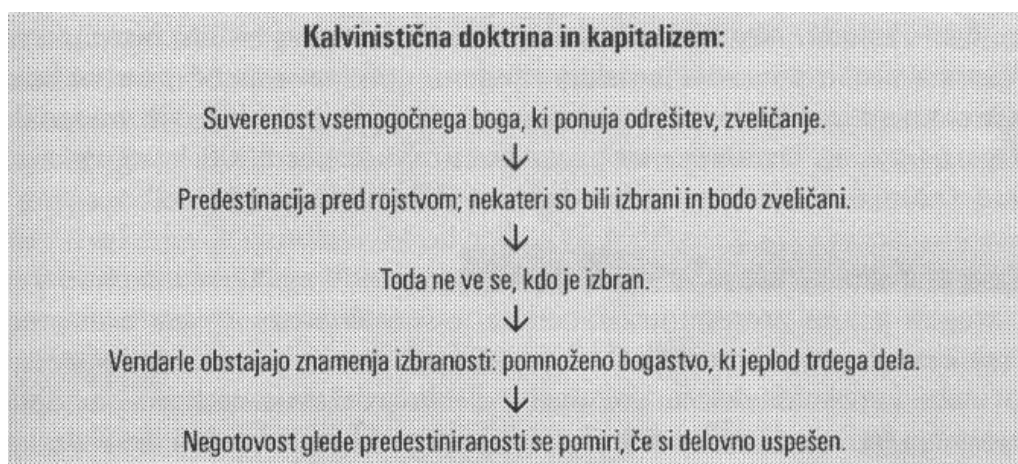 Kalvinistična doktrina in kapitalizem:
Suverenost vsemogočnega boga, ki ponuja odrešitev, zveličanje.
↓
Predestinacija pred rojstvom; nekateri so bili izbrani in bodo zveličani.
↓
Toda ne ve se, kdo je izbran.
↓
Vendarle obstajajo znamenja izbranosti: pomnoženo bogastvo, ki jeplod trdega dela.
↓
Negotovost glede predestiniranosti se pomiri, če si delovno uspešen.